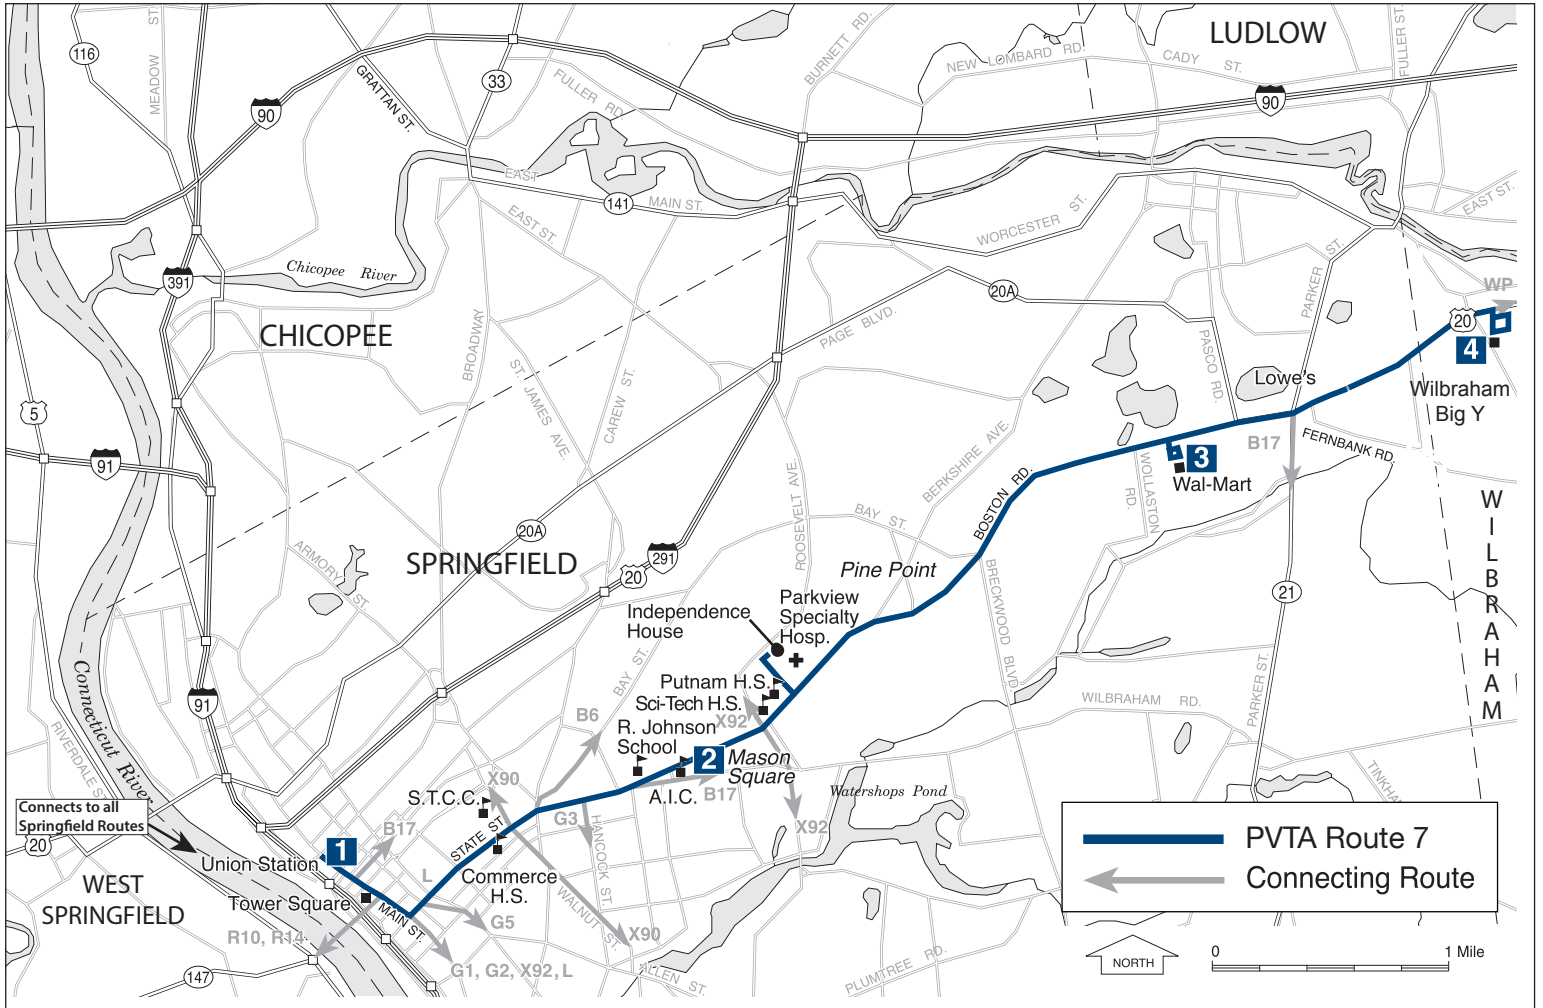 LUDLOW
116
MEADOW ST.
GRATTAN ST.
33
FULLER RD.
BURNETT RD.
NEW LOMBARD RD.
CADY ST.
FULLER ST.
90
90
EAST
MAIN ST.
141
EAST ST.
WORCESTER ST.
EAST ST.
391
Chicopee River
CHICOPEE
20A
PARKER ST.
WP
20
4
PAGE BLVD.
PASCO RD.
BROADWAY
ST. JAMES AVE.
CAREW ST.
Lowe's
Wilbraham
Big Y
5
91
B17
FERNBANK RD.
3
Wal-Mart
WOLLASTON RD.
BERKSHIRE AVE.
BOSTON RD.
ROOSEVELT AVE.
BAY ST.
20A
SPRINGFIELD
291
20
ARMORY ST.
Pine Point
BRECKWOOD BLVD.
21
WILBRAHAM
Independence
House
Parkview
Specialty
Hosp.
BAY ST.
Putnam H.S.
Sci-Tech H.S.
X92
R. Johnson
School
B6
2
Mason
Square
91
Connecticut River
RIVERDALE ST.
WILBRAHAM RD.
PARKER ST.
X90
S.T.C.C.
A.I.C.
B17
Watershops Pond
X92
G3
HANCOCK ST.
Connects to all
Springfield Routes
20
B17
1
Union Station
STATE ST.
L
Commerce
H.S.
WALNUT ST.
WEST
SPRINGFIELD
Tower Square
MAIN ST.
R10, R14
G5
X90
G1, G2, X92, L
147
ALLEN ST.
PLUMTREE RD.
PVTA Route 7
Connecting Route
NORTH
0
1 Mile